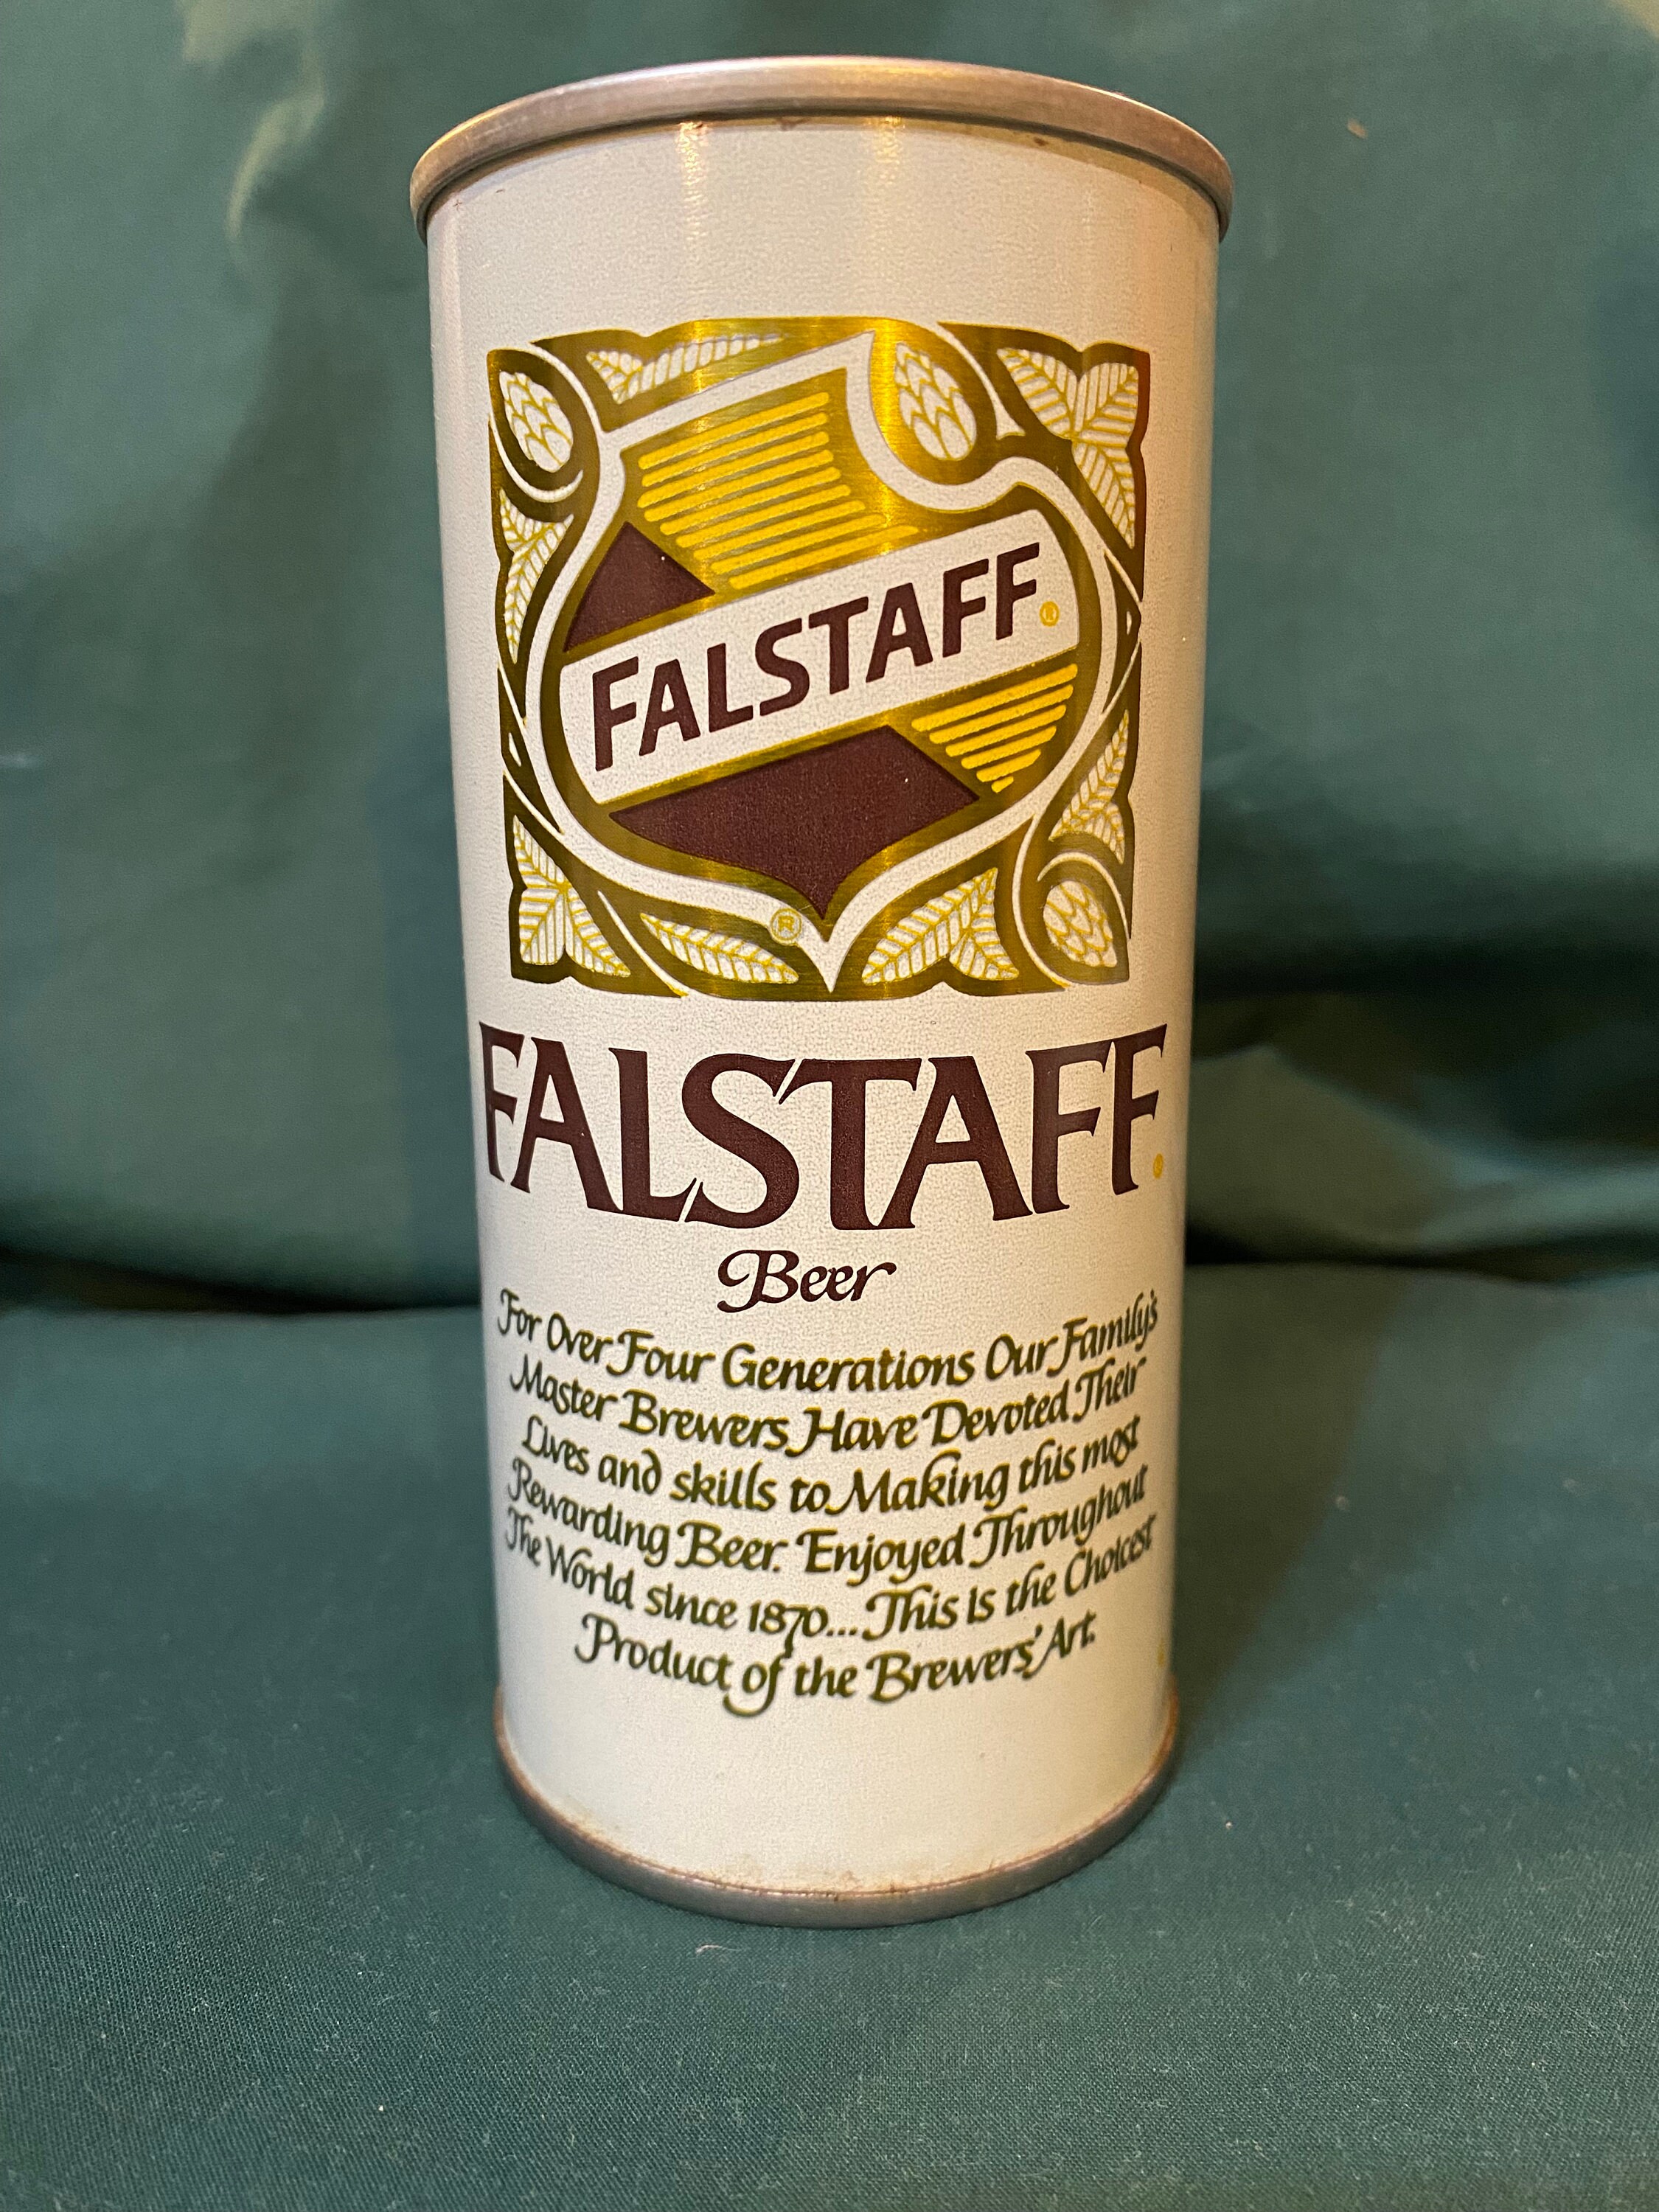 FALSTAFF®
®
FALSTAFF®
Beer
For Over Four Generations Our Family's
Master Brewers Have Devoted Their
Lives and skills to Making this most
Rewarding Beer. Enjoyed Throughout
The World since 1870...This is the Choicest
Product of the Brewers' Art.